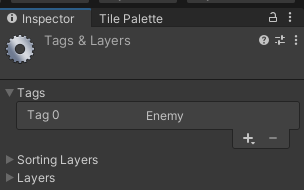 Inspector
Tile Palette
Tags & Layers
Tags
Tag 0
Enemy
Sorting Layers
Layers